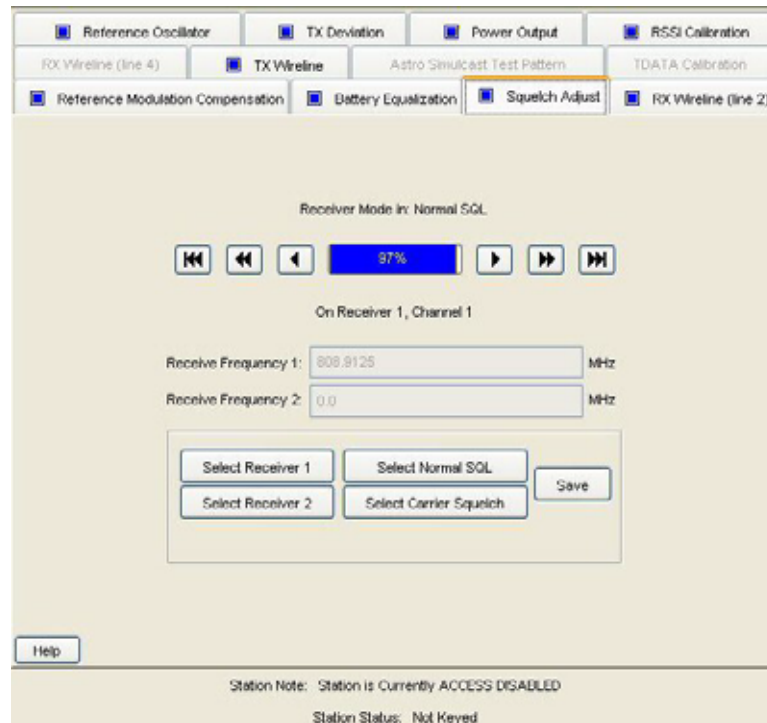 Reference Oscillator TX Deviation Power Output RSSI Calibration
RX Wireline (line 4) TX Wireline Astro Simulcast Test Pattern TDATA Calibration
Reference Modulation Compensation Battery Equalization Squelch Adjust RX Wireline (line 2)
Receiver Mode in: Normal SQL
97%
On Receiver 1, Channel 1
Receive Frequency 1: 808.9125 MHz
Receive Frequency 2: 0.0 MHz
Select Receiver 1 Select Normal SQL
Save
Select Receiver 2 Select Carrier Squelch
Help
Station Note: Station is Currently ACCESS DISABLED
Station Status: Not Keyed